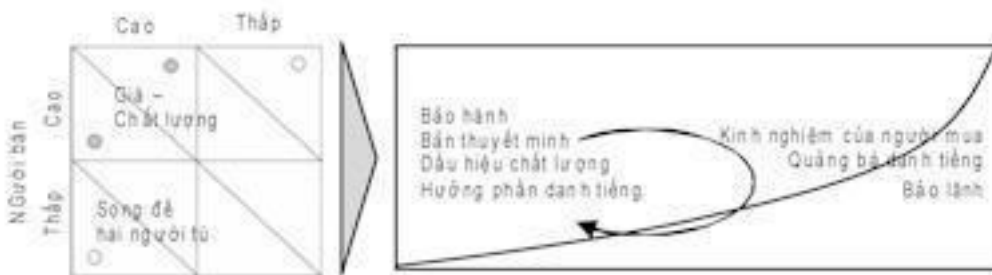 Cao Thấp
NGười bán
Cao
Thấp
Giá –
Chất lượng
Song đề
hai người tù.
Bảo hành
Bản thuyết minh
Dấu hiệu chất lượng
Hưởng phần danh tiếng.
Kinh nghiệm của người mua
Quảng bá danh tiếng
Bảo lãnh